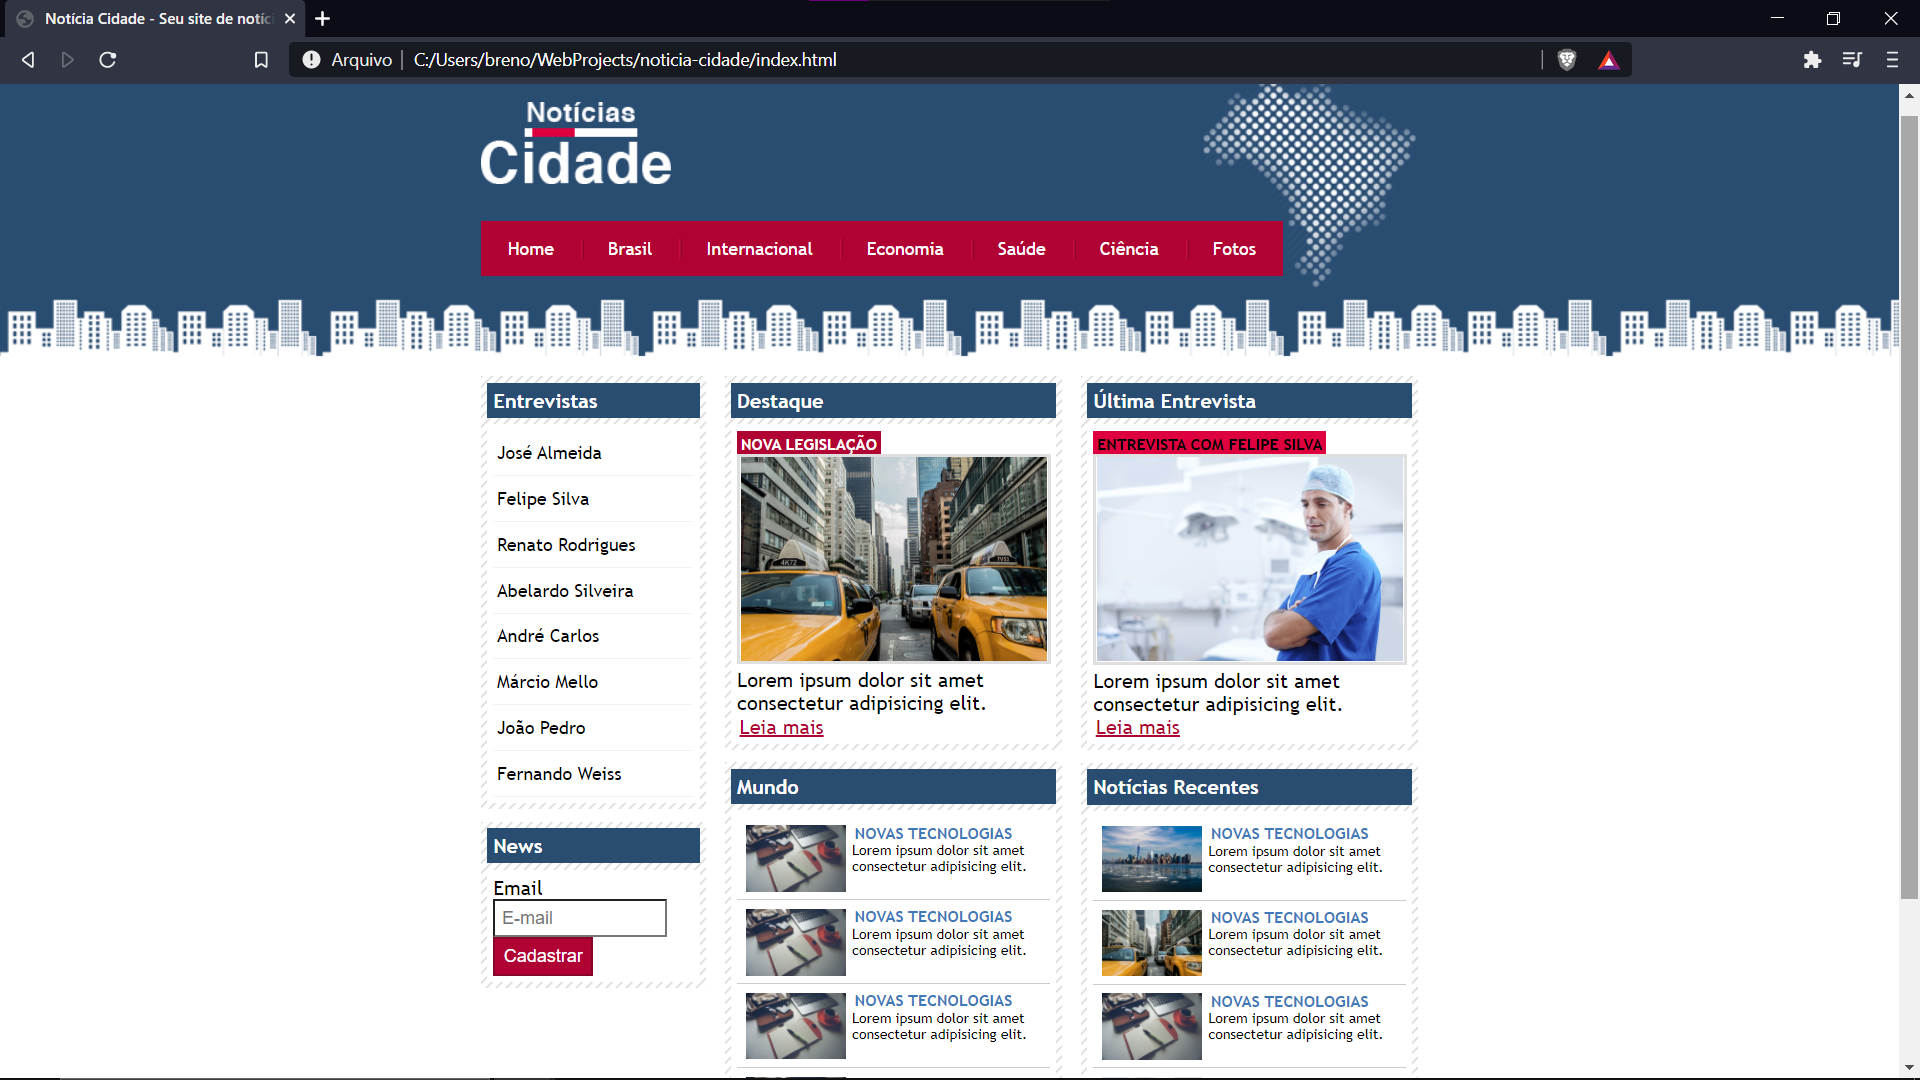 Notícia Cidade - Seu site de notíc
Arquivo
C:/Users/breno/WebProjects/noticia-cidade/index.html
Notícias
Cidade
Home
Brasil
Internacional
Economia
Saúde
Ciência
Fotos
Entrevistas
José Almeida
Felipe Silva
Renato Rodrigues
Abelardo Silveira
André Carlos
Márcio Mello
João Pedro
Fernando Weiss
News
Email
E-mail
Cadastrar
Destaque
NOVA LEGISLAÇÃO
4K72
Lorem ipsum dolor sit amet
consectetur adipisicing elit.
Leia mais
Mundo
NOVAS TECNOLOGIAS
Lorem ipsum dolor sit amet
consectetur adipisicing elit.
NOVAS TECNOLOGIAS
Lorem ipsum dolor sit amet
consectetur adipisicing elit.
NOVAS TECNOLOGIAS
Lorem ipsum dolor sit amet
consectetur adipisicing elit.
Última Entrevista
ENTREVISTA COM FELIPE SILVA
Lorem ipsum dolor sit amet
consectetur adipisicing elit.
Leia mais
Notícias Recentes
NOVAS TECNOLOGIAS
Lorem ipsum dolor sit amet
consectetur adipisicing elit.
NOVAS TECNOLOGIAS
Lorem ipsum dolor sit amet
consectetur adipisicing elit.
NOVAS TECNOLOGIAS
Lorem ipsum dolor sit amet
consectetur adipisicing elit.